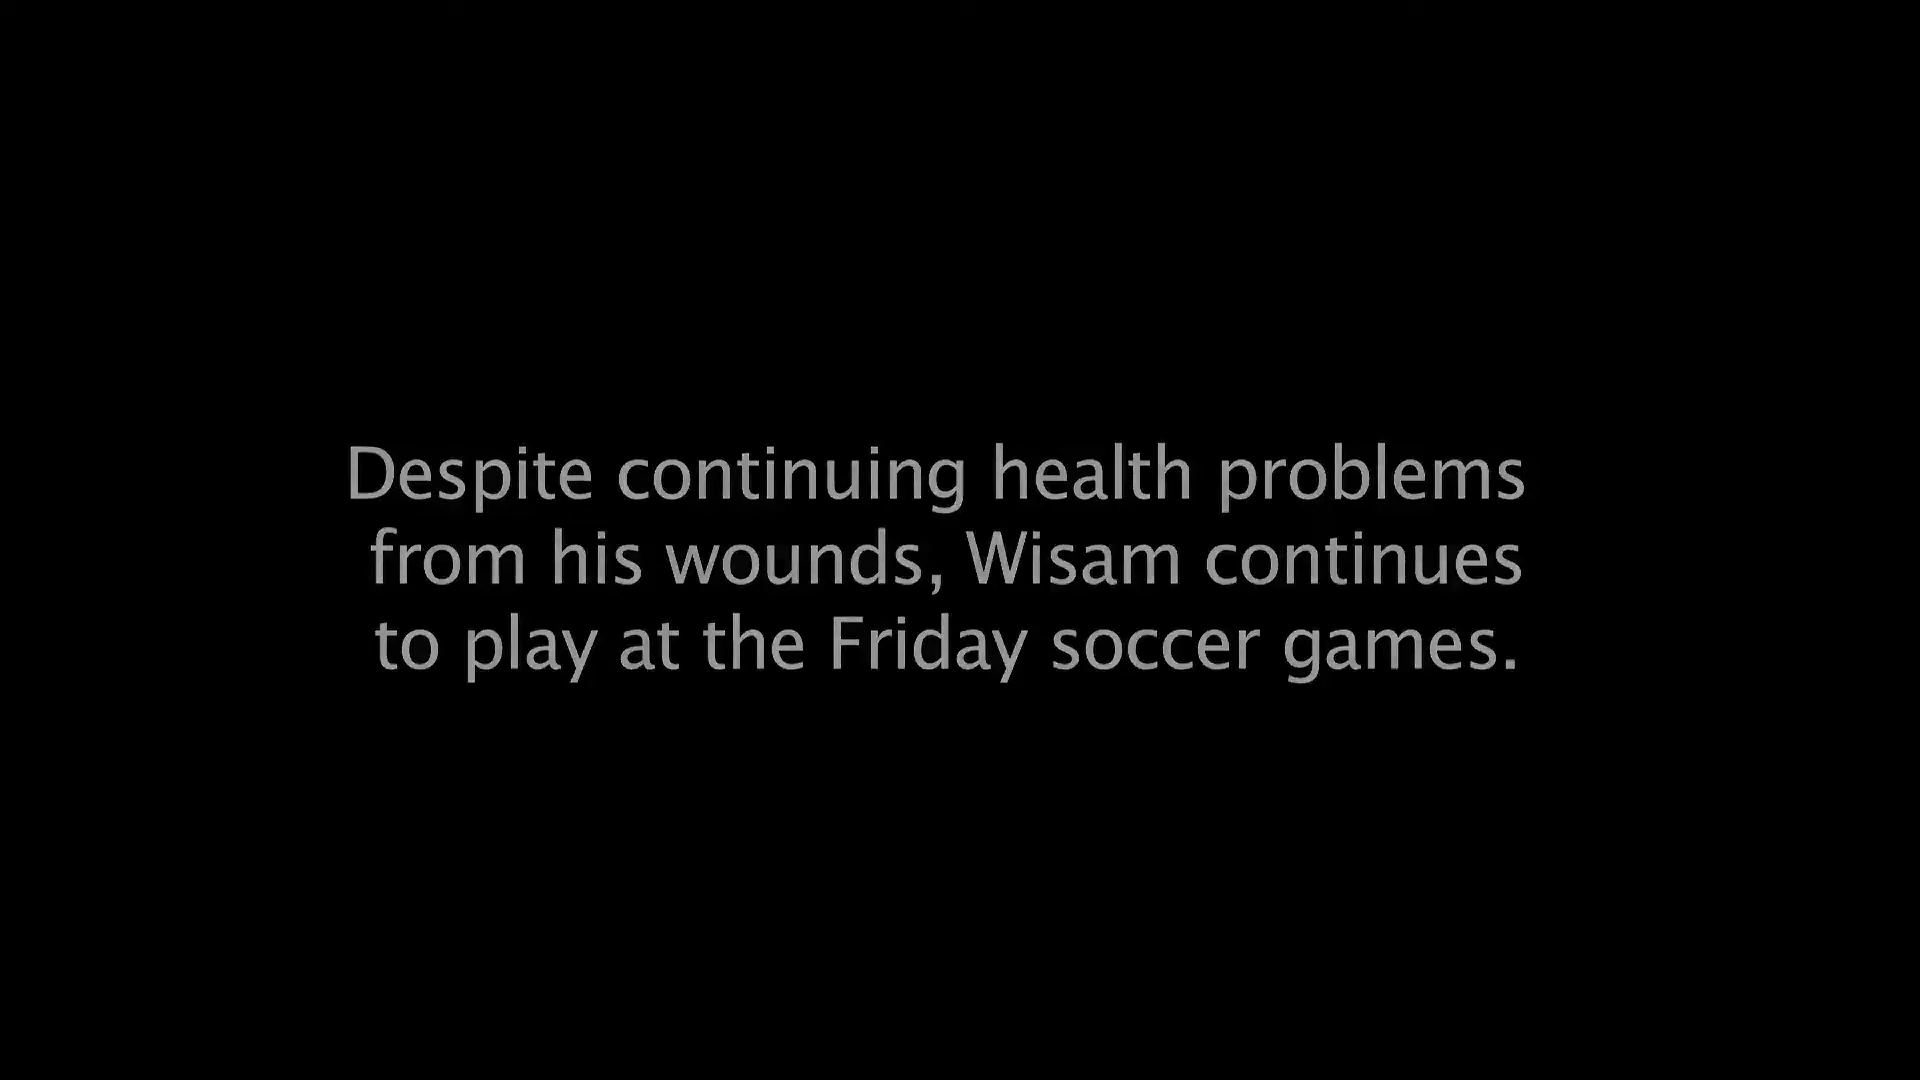 Despite continuing health problems
from his wounds, Wisam continues
to play at the Friday soccer games.